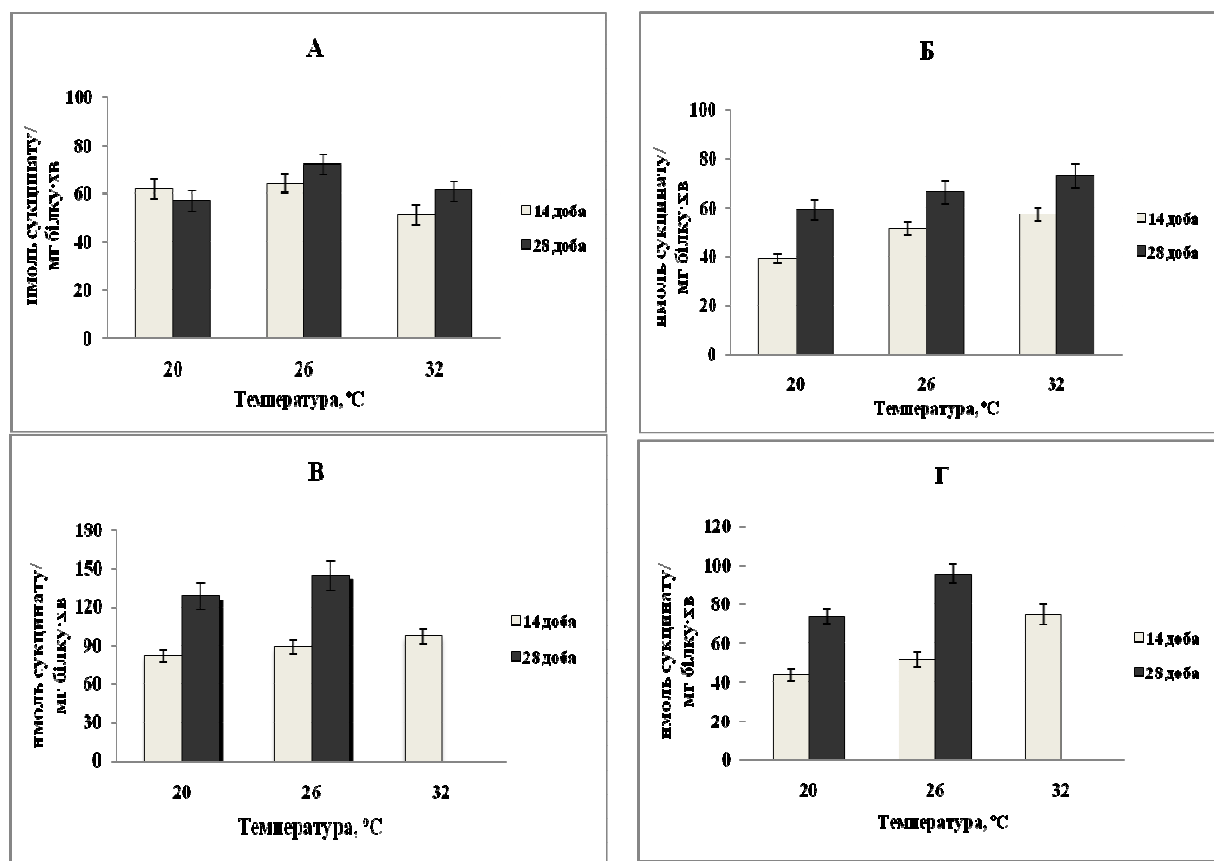 А
100
80
60
40
20
0
нмоль сукцинату/
мг білку·хв
20 26 32
Температура, °С
14 доба
28 доба
Б
100
80
60
40
20
0
нмоль сукцинату/
мг білку·хв
20 26 32
Температура, °С
14 доба
28 доба
В
180
150
120
90
60
30
0
нмоль сукцинату/
мг білку·хв
20 26 32
Температура, °С
14 доба
28 доба
Г
120
100
80
60
40
20
0
нмоль сукцинату/
мг білку·хв
20 26 32
Температура, °С
14 доба
28 доба